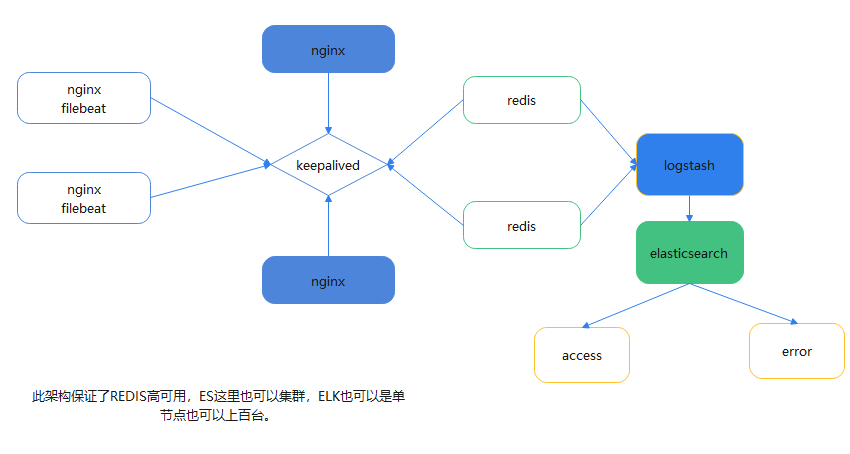 nginx
nginx
filebeat
redis
keepalived
logstash
nginx
filebeat
redis
elasticsearch
nginx
access
error
此架构保证了REDIS高可用，ES这里也可以集群，ELK也可以是单
节点也可以上百台。